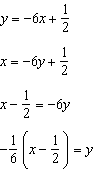 y = −6x + 1/2
x = −6y + 1/2
x − 1/2 = −6y
−1/6 (x − 1/2) = y